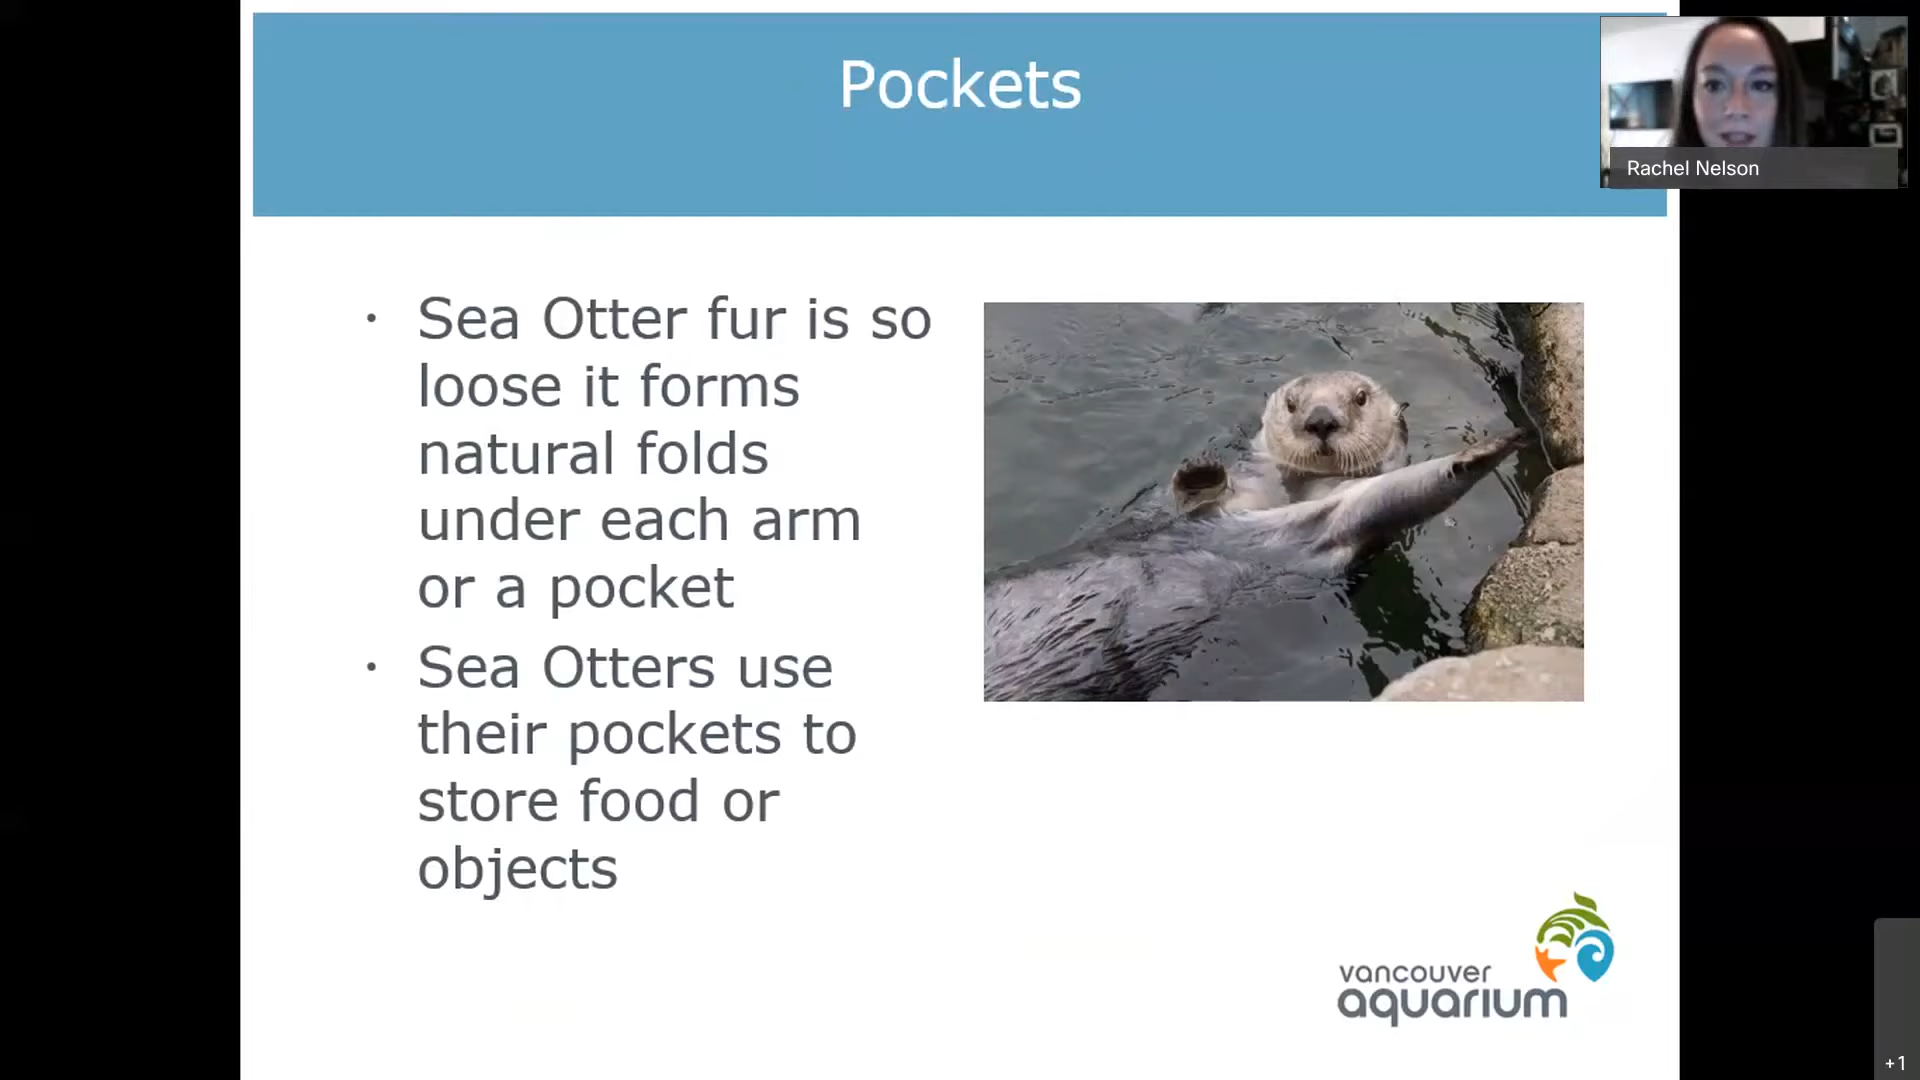 Pockets
Rachel Nelson
· Sea Otter fur is so
loose it forms
natural folds
under each arm
or a pocket
· Sea Otters use
their pockets to
store food or
objects
vancouver
aquarium
+1